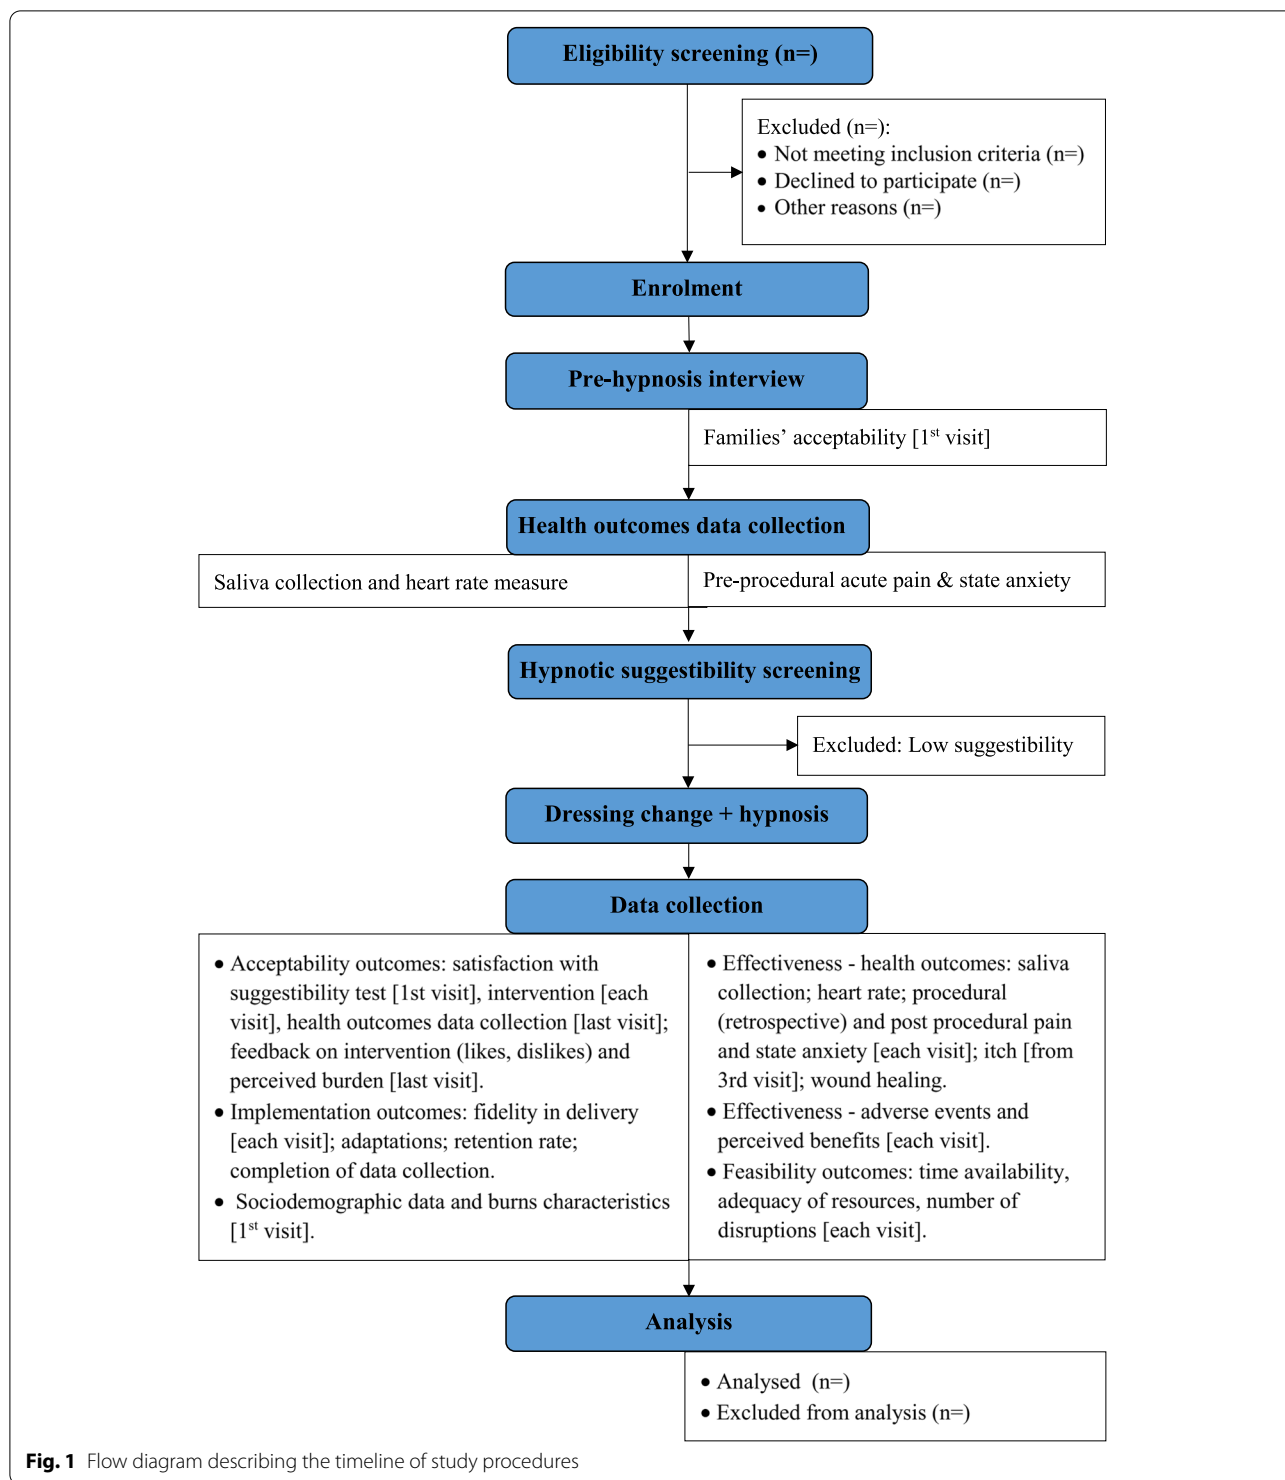 Eligibility screening (n=)
Excluded (n=):
• Not meeting inclusion criteria (n=)
• Declined to participate (n=)
• Other reasons (n=)
Enrolment
Pre-hypnosis interview
Families’ acceptability [1st visit]
Health outcomes data collection
Saliva collection and heart rate measure
Pre-procedural acute pain & state anxiety
Hypnotic suggestibility screening
Excluded: Low suggestibility
Dressing change + hypnosis
Data collection
• Acceptability outcomes: satisfaction with
suggestibility test [1st visit], intervention [each
visit], health outcomes data collection [last visit];
feedback on intervention (likes, dislikes) and
perceived burden [last visit].
• Implementation outcomes: fidelity in delivery
[each visit]; adaptations; retention rate;
completion of data collection.
• Sociodemographic data and burns characteristics
[1st visit].
• Effectiveness - health outcomes: saliva
collection; heart rate; procedural
(retrospective) and post procedural pain
and state anxiety [each visit]; itch [from
3rd visit]; wound healing.
• Effectiveness - adverse events and
perceived benefits [each visit].
• Feasibility outcomes: time availability,
adequacy of resources, number of
disruptions [each visit].
Analysis
• Analysed (n=)
• Excluded from analysis (n=)
Fig. 1 Flow diagram describing the timeline of study procedures